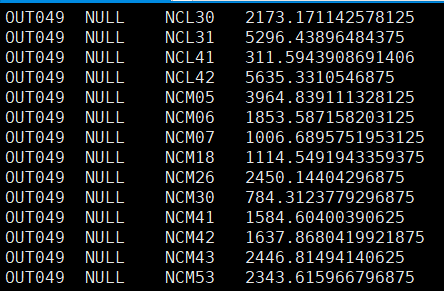 OUT049 NULL NCL30 2173.171142578125
OUT049 NULL NCL31 5296.43896484375
OUT049 NULL NCL41 311.5943908691406
OUT049 NULL NCL42 5635.3310546875
OUT049 NULL NCM05 3964.839111328125
OUT049 NULL NCM06 1853.587158203125
OUT049 NULL NCM07 1006.6895751953125
OUT049 NULL NCM18 1114.5491943359375
OUT049 NULL NCM26 2450.14404296875
OUT049 NULL NCM30 784.3123779296875
OUT049 NULL NCM41 1584.60400390625
OUT049 NULL NCM42 1637.8680419921875
OUT049 NULL NCM43 2446.81494140625
OUT049 NULL NCM53 2343.615966796875